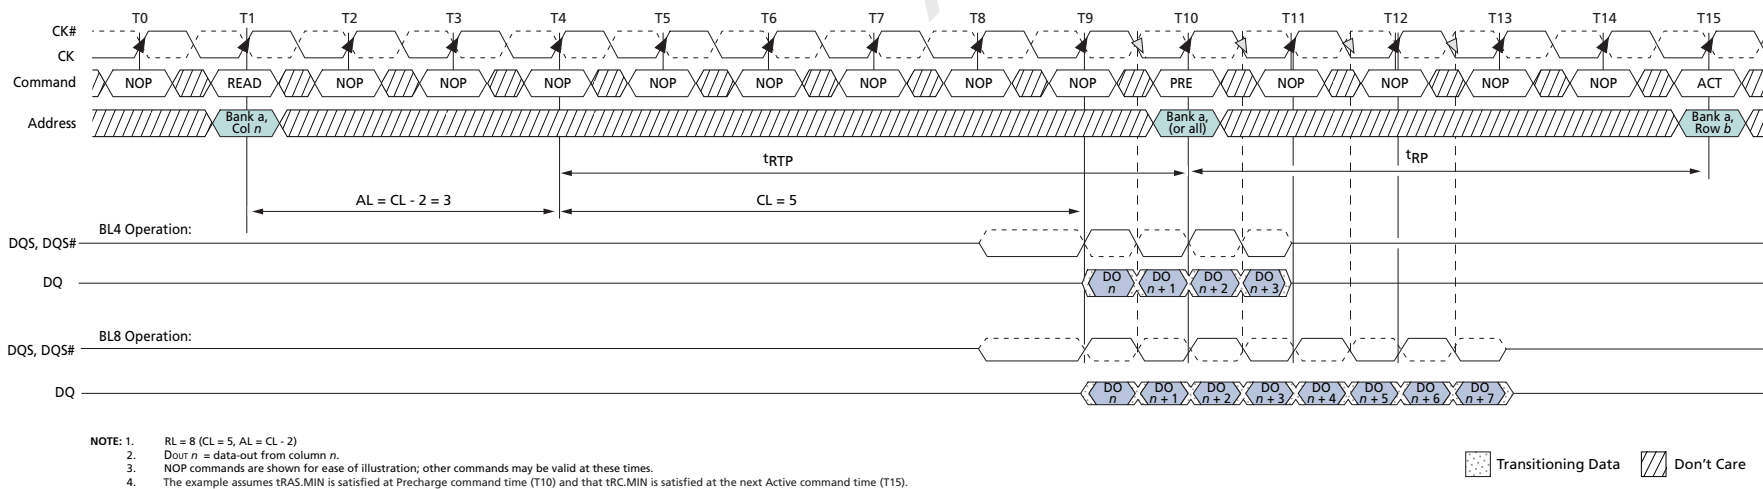 T0 T1 T2 T3 T4 T5 T6 T7 T8 T9 T10 T11 T12 T13 T14 T15
CK#
CK
Command NOP READ NOP NOP NOP NOP NOP NOP NOP NOP PRE NOP NOP NOP NOP ACT
Address Bank a, Col n Bank a, (or all) Bank a, Row b
tRTP tRP
AL = CL - 2 = 3 CL = 5
BL4 Operation:
DQS, DQS#
DQ DO n DO n + 1 DO n + 2 DO n + 3
BL8 Operation:
DQS, DQS#
DQ DO n DO n + 1 DO n + 2 DO n + 3 DO n + 4 DO n + 5 DO n + 6 DO n + 7
NOTE: 1. RL = 8 (CL = 5, AL = CL - 2)
2. DOUT n = data-out from column n.
3. NOP commands are shown for ease of illustration; other commands may be valid at these times.
4. The example assumes tRAS.MIN is satisfied at Precharge command time (T10) and that tRC.MIN is satisfied at the next Active command time (T15).
Transitioning Data Don't Care